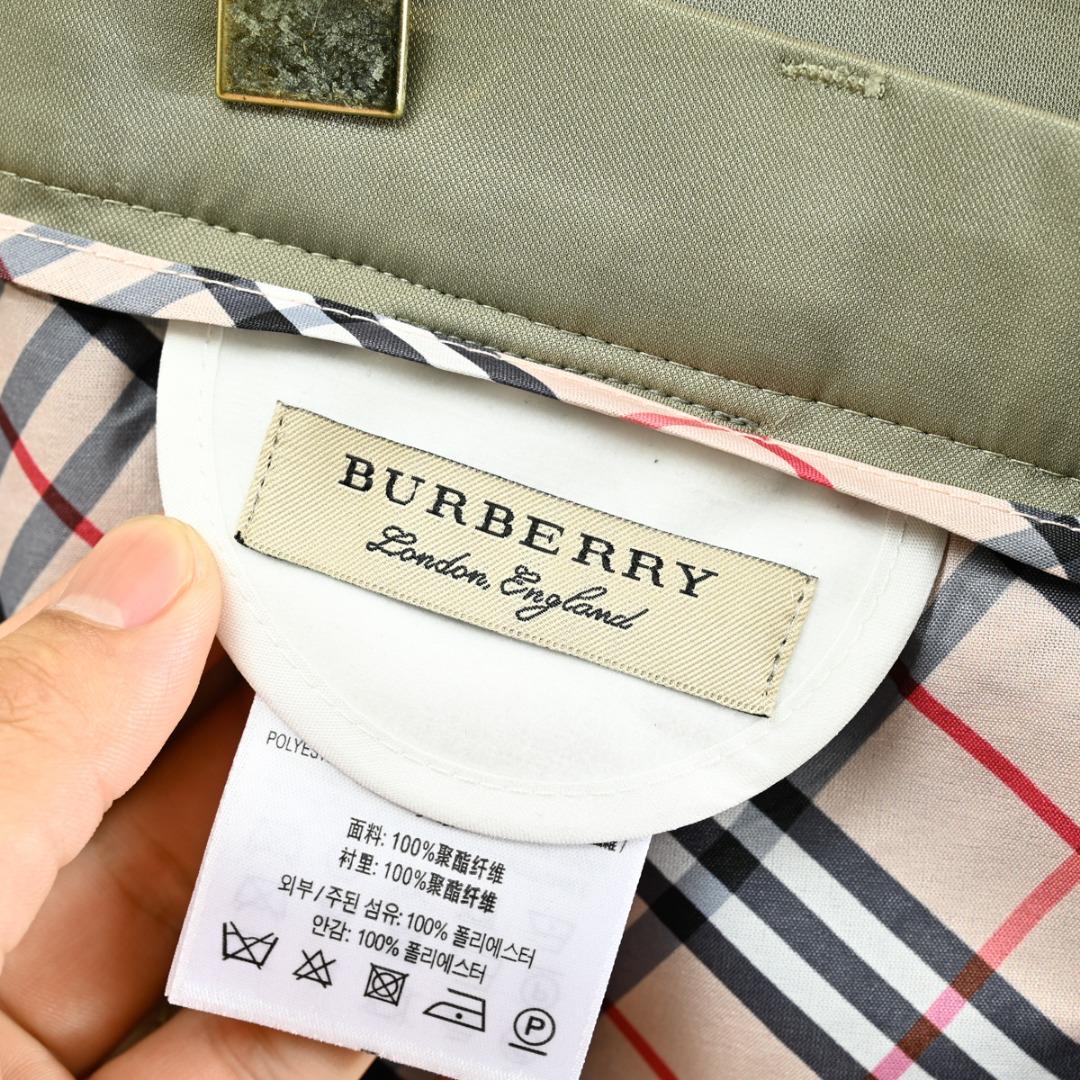 BURBERRY
London, England
面料: 100%聚酯纤维
衬里: 100%聚酯纤维
외부/주된 섬유: 100% 폴리에스터
안감: 100% 폴리에스터
P